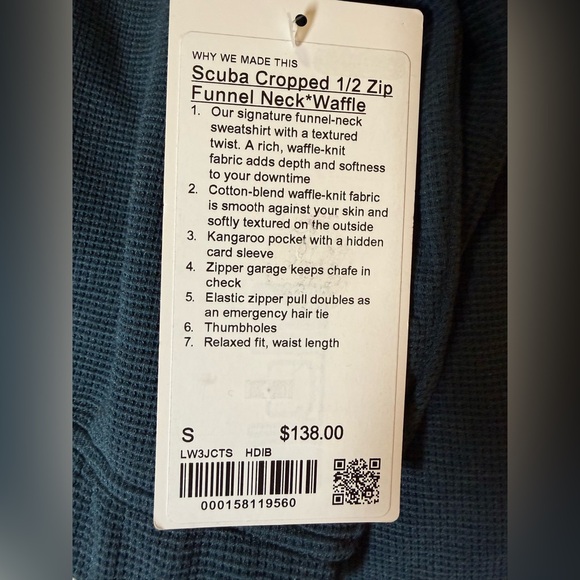 WHY WE MADE THIS
Scuba Cropped 1/2 Zip
Funnel Neck*Waffle
1. Our signature funnel-neck
sweatshirt with a textured
twist. A rich, waffle-knit
fabric adds depth and softness
to your downtime
2. Cotton-blend waffle-knit fabric
is smooth against your skin and
softly textured on the outside
3. Kangaroo pocket with a hidden
card sleeve
4. Zipper garage keeps chafe in
check
5. Elastic zipper pull doubles as
an emergency hair tie
6. Thumbholes
7. Relaxed fit, waist length
S $138.00
LW3JCTS HDIB
000158119560